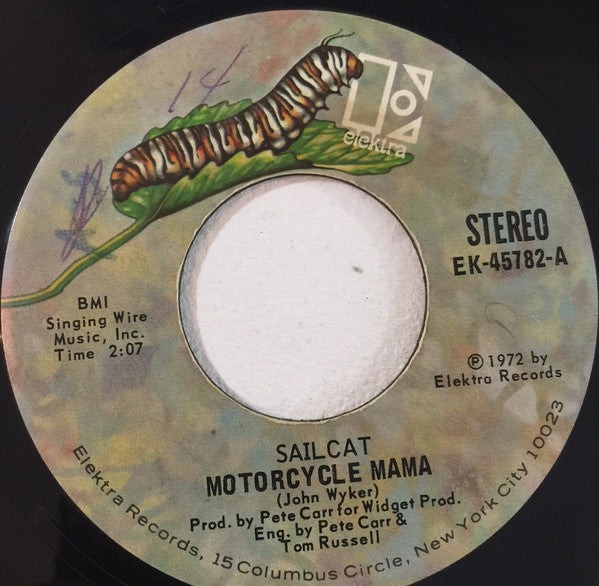 14
elektra
STEREO
EK-45782-A
BMI
Singing Wire
Music, Inc.
Time 2:07
℗ 1972 by
Elektra Records
SAILCAT
MOTORCYCLE MAMA
(John Wyker)
Prod. by Pete Carr for Widget Prod.
Eng. by Pete Carr &
Tom Russell
Elektra Records, 15 Columbus Circle, New York City 10023